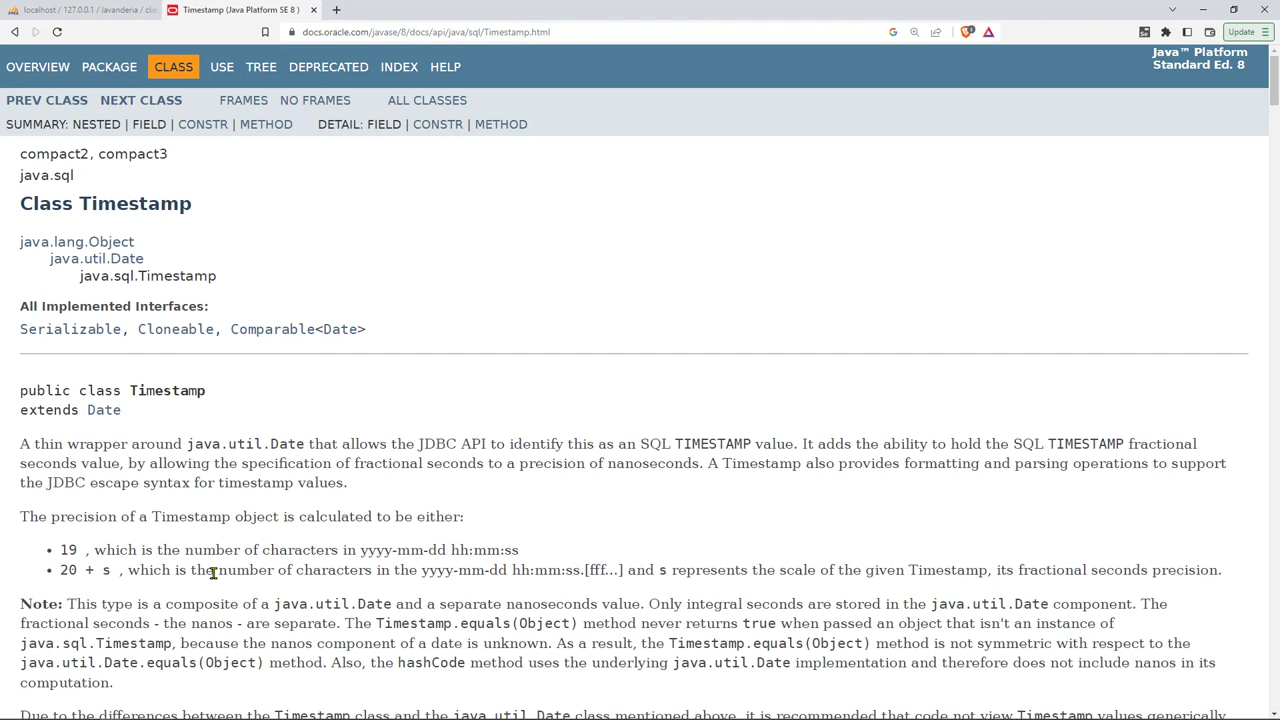 localhost / 127.0.0.1 / lavanderia / clie
Timestamp (Java Platform SE 8 )
docs.oracle.com/javase/8/docs/api/java/sql/Timestamp.html
Update
OVERVIEW PACKAGE CLASS USE TREE DEPRECATED INDEX HELP
Java™ Platform
Standard Ed. 8
PREV CLASS NEXT CLASS FRAMES NO FRAMES ALL CLASSES
SUMMARY: NESTED | FIELD | CONSTR | METHOD DETAIL: FIELD | CONSTR | METHOD
compact2, compact3
java.sql
Class Timestamp
java.lang.Object
java.util.Date
java.sql.Timestamp
All Implemented Interfaces:
Serializable, Cloneable, Comparable<Date>
public class Timestamp
extends Date
A thin wrapper around java.util.Date that allows the JDBC API to identify this as an SQL TIMESTAMP value. It adds the ability to hold the SQL TIMESTAMP fractional
seconds value, by allowing the specification of fractional seconds to a precision of nanoseconds. A Timestamp also provides formatting and parsing operations to support
the JDBC escape syntax for timestamp values.
The precision of a Timestamp object is calculated to be either:
• 19 , which is the number of characters in yyyy-mm-dd hh:mm:ss
• 20 + s , which is the number of characters in the yyyy-mm-dd hh:mm:ss.[fff...] and s represents the scale of the given Timestamp, its fractional seconds precision.
Note: This type is a composite of a java.util.Date and a separate nanoseconds value. Only integral seconds are stored in the java.util.Date component. The
fractional seconds - the nanos - are separate. The Timestamp.equals(Object) method never returns true when passed an object that isn't an instance of
java.sql.Timestamp, because the nanos component of a date is unknown. As a result, the Timestamp.equals(Object) method is not symmetric with respect to the
java.util.Date.equals(Object) method. Also, the hashCode method uses the underlying java.util.Date implementation and therefore does not include nanos in its
computation.
Due to the differences between the Timestamp class and the java.util.Date class mentioned above, it is recommended that code not view Timestamp values generically